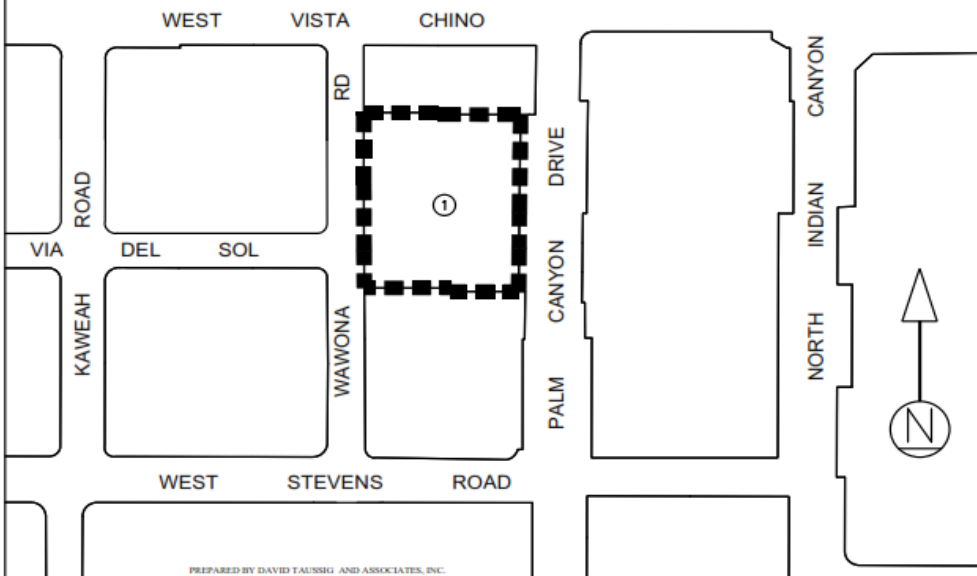 WEST VISTA CHINO
RD
CANYON
DRIVE
ROAD
1
INDIAN
VIA DEL SOL
CANYON
KAWEAH
WAWONA
NORTH
PALM
N
WEST STEVENS ROAD
PREPARED BY DAVID TAUSSIG AND ASSOCIATES, INC.